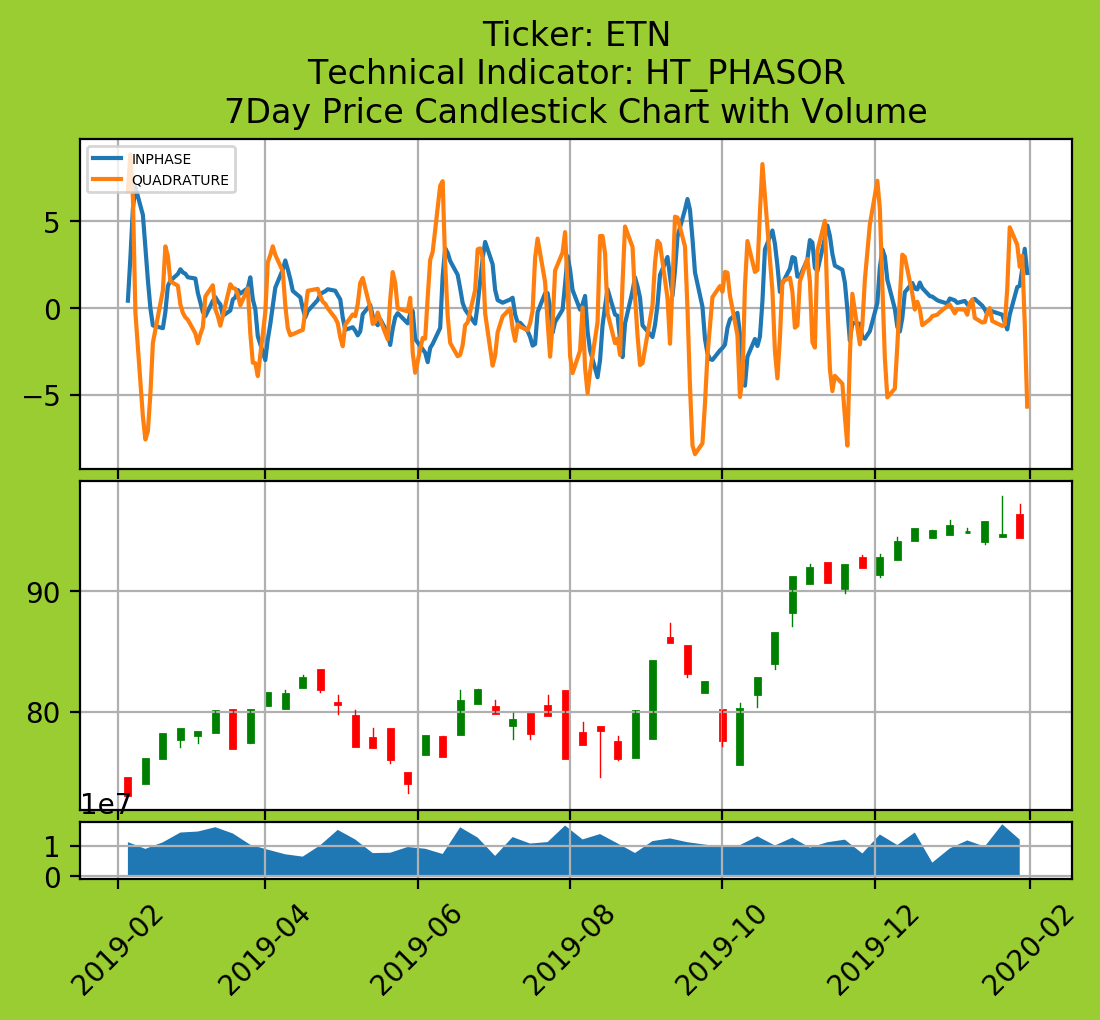 Ticker: ETN
Technical Indicator: HT_PHASOR
7Day Price Candlestick Chart with Volume
INPHASE
QUADRATURE
5
0
−5
90
80
1e7
1
0
2019-02
2019-04
2019-06
2019-08
2019-10
2019-12
2020-02